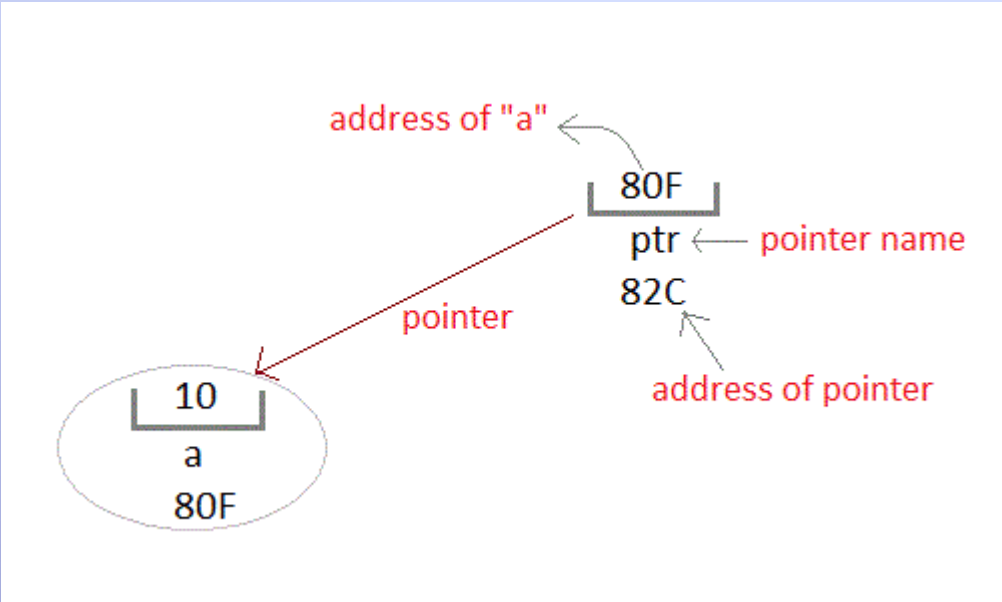 address of "a"
80F
ptr
pointer name
82C
pointer
address of pointer
10
a
80F